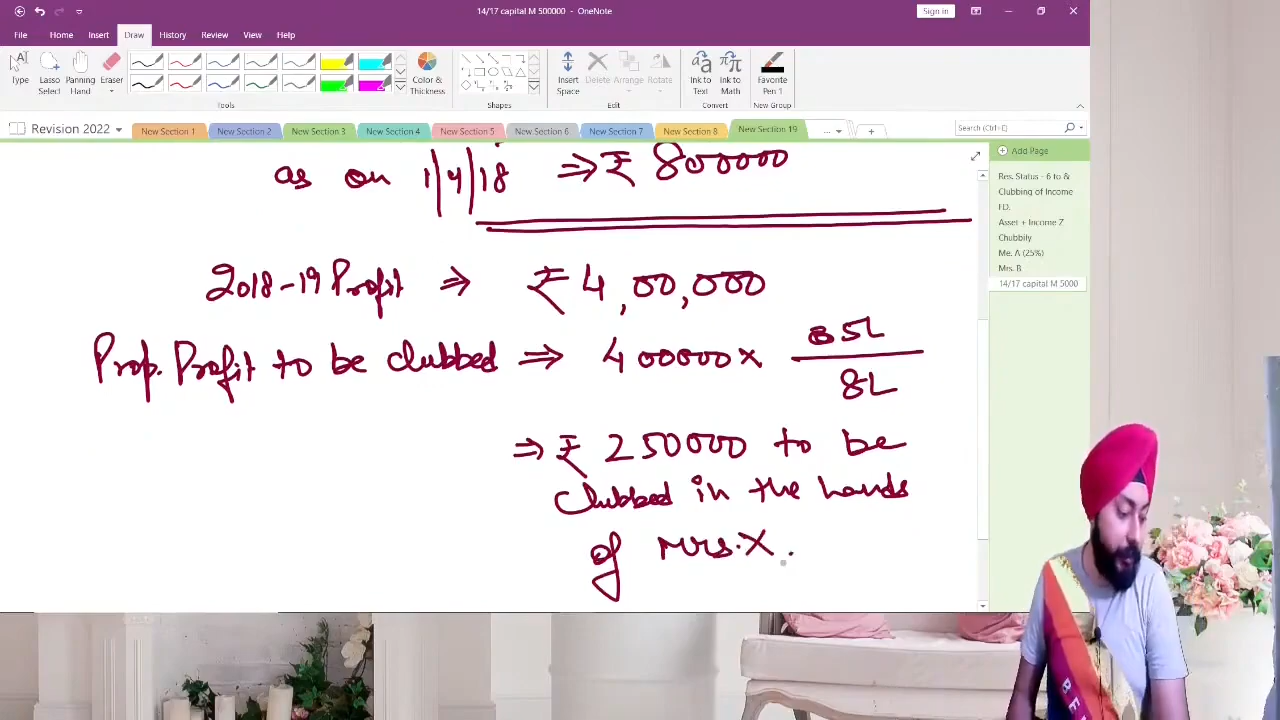 14/17 capital M 500000 - OneNote
Sign in
File Home Insert Draw History Review View Help
Type
Lasso Select
Panning Hand
Eraser
Color & Thickness
Insert Space
Delete
Arrange
Rotate
Ink to Text
Ink to Math
Favorite Pen 1
Tools
Shapes
Edit
Convert
New Group
Revision 2022
New Section 1 New Section 2 New Section 3 New Section 4 New Section 5 New Section 6 New Section 7 New Section 8 New Section 19 ...
Search (Ctrl+E)
Add Page
Res. Status - 6 to &
Clubbing of Income
FD.
Asset + Income 7
Chubbily
Me. A (25%)
Mrs. B
14/17 capital M 5000
as on 1/4/18 ⇒ ₹ 800000
2018-19 Profit ⇒ ₹ 4,00,000
Prop. Profit to be clubbed ⇒ 400000 x 5L
8L
⇒ ₹ 250000 to be
clubbed in the hands
of Mrs. X.